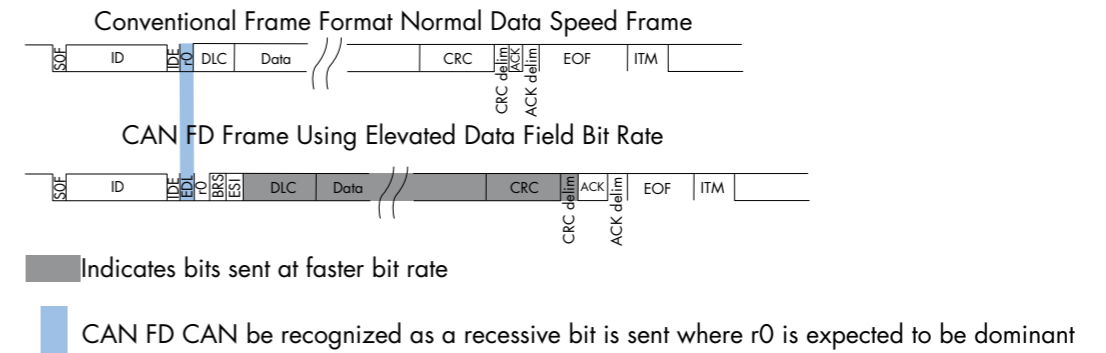 Conventional Frame Format Normal Data Speed Frame
SOF ID IDE r0 DLC Data CRC CRC delim ACK ACK delim EOF ITM
CAN FD Frame Using Elevated Data Field Bit Rate
SOF ID IDE EDL r0 BRS ESI DLC Data CRC CRC delim ACK ACK delim EOF ITM
Indicates bits sent at faster bit rate
CAN FD CAN be recognized as a recessive bit is sent where r0 is expected to be dominant